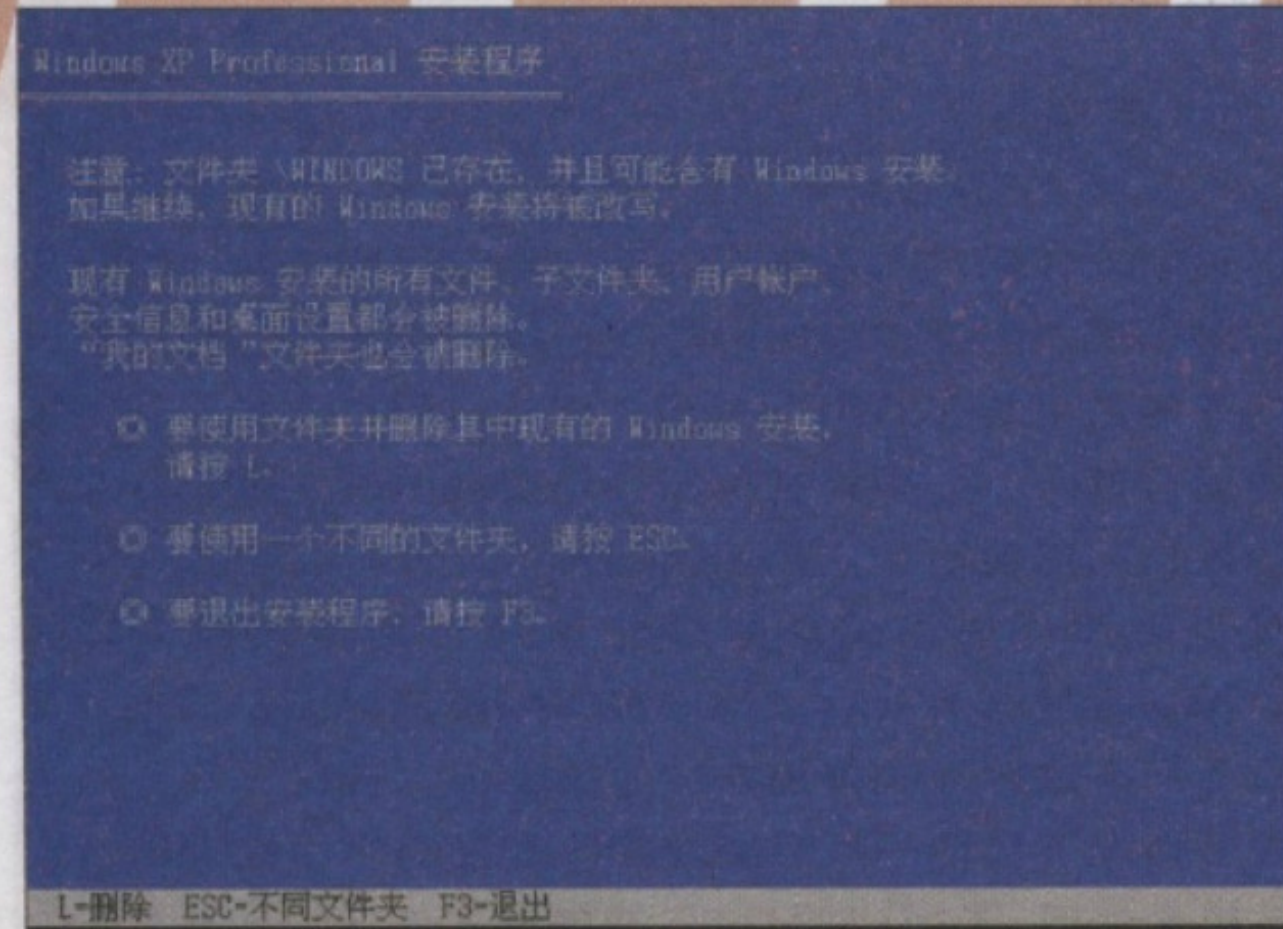 Windows XP Professional 安装程序
注意: 文件夹 \WINDOWS 已存在, 并且可能含有 Windows 安装。
如果继续, 现有的 Windows 安装将被改写。
现有 Windows 安装的所有文件、子文件夹、用户帐户、
安全信息和桌面设置都会被删除。
“我的文档 ”文件夹也会被删除。
◎ 要使用文件夹并删除其中现有的 Windows 安装,
请按 L。
◎ 要使用一个不同的文件夹, 请按 ESC。
◎ 要退出安装程序, 请按 F3。
L=删除 ESC=不同文件夹 F3=退出